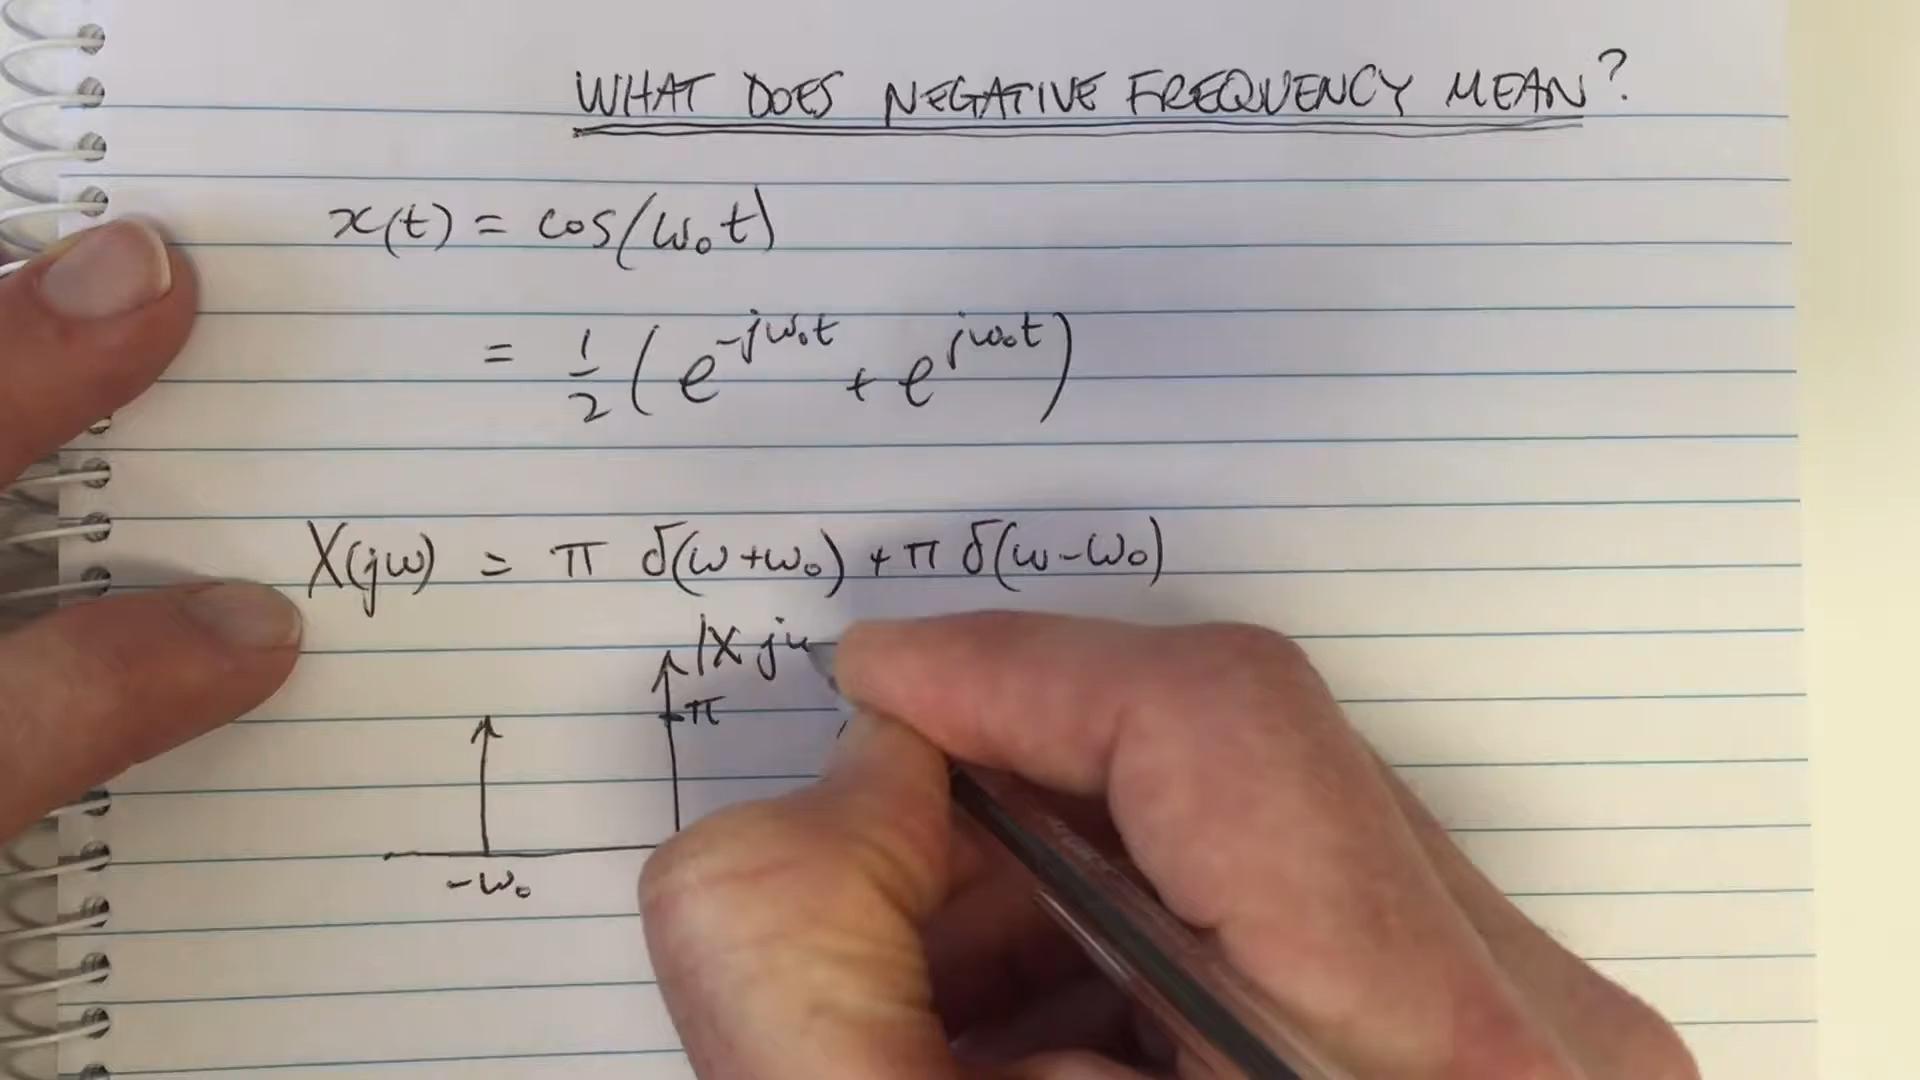 WHAT DOES NEGATIVE FREQUENCY MEAN?
x(t) = cos(ω₀t)
= 1/2 (e^{-jω₀t} + e^{jω₀t})
X(jω) = π δ(ω+ω₀) + π δ(ω-ω₀)
|X j
π
-ω₀